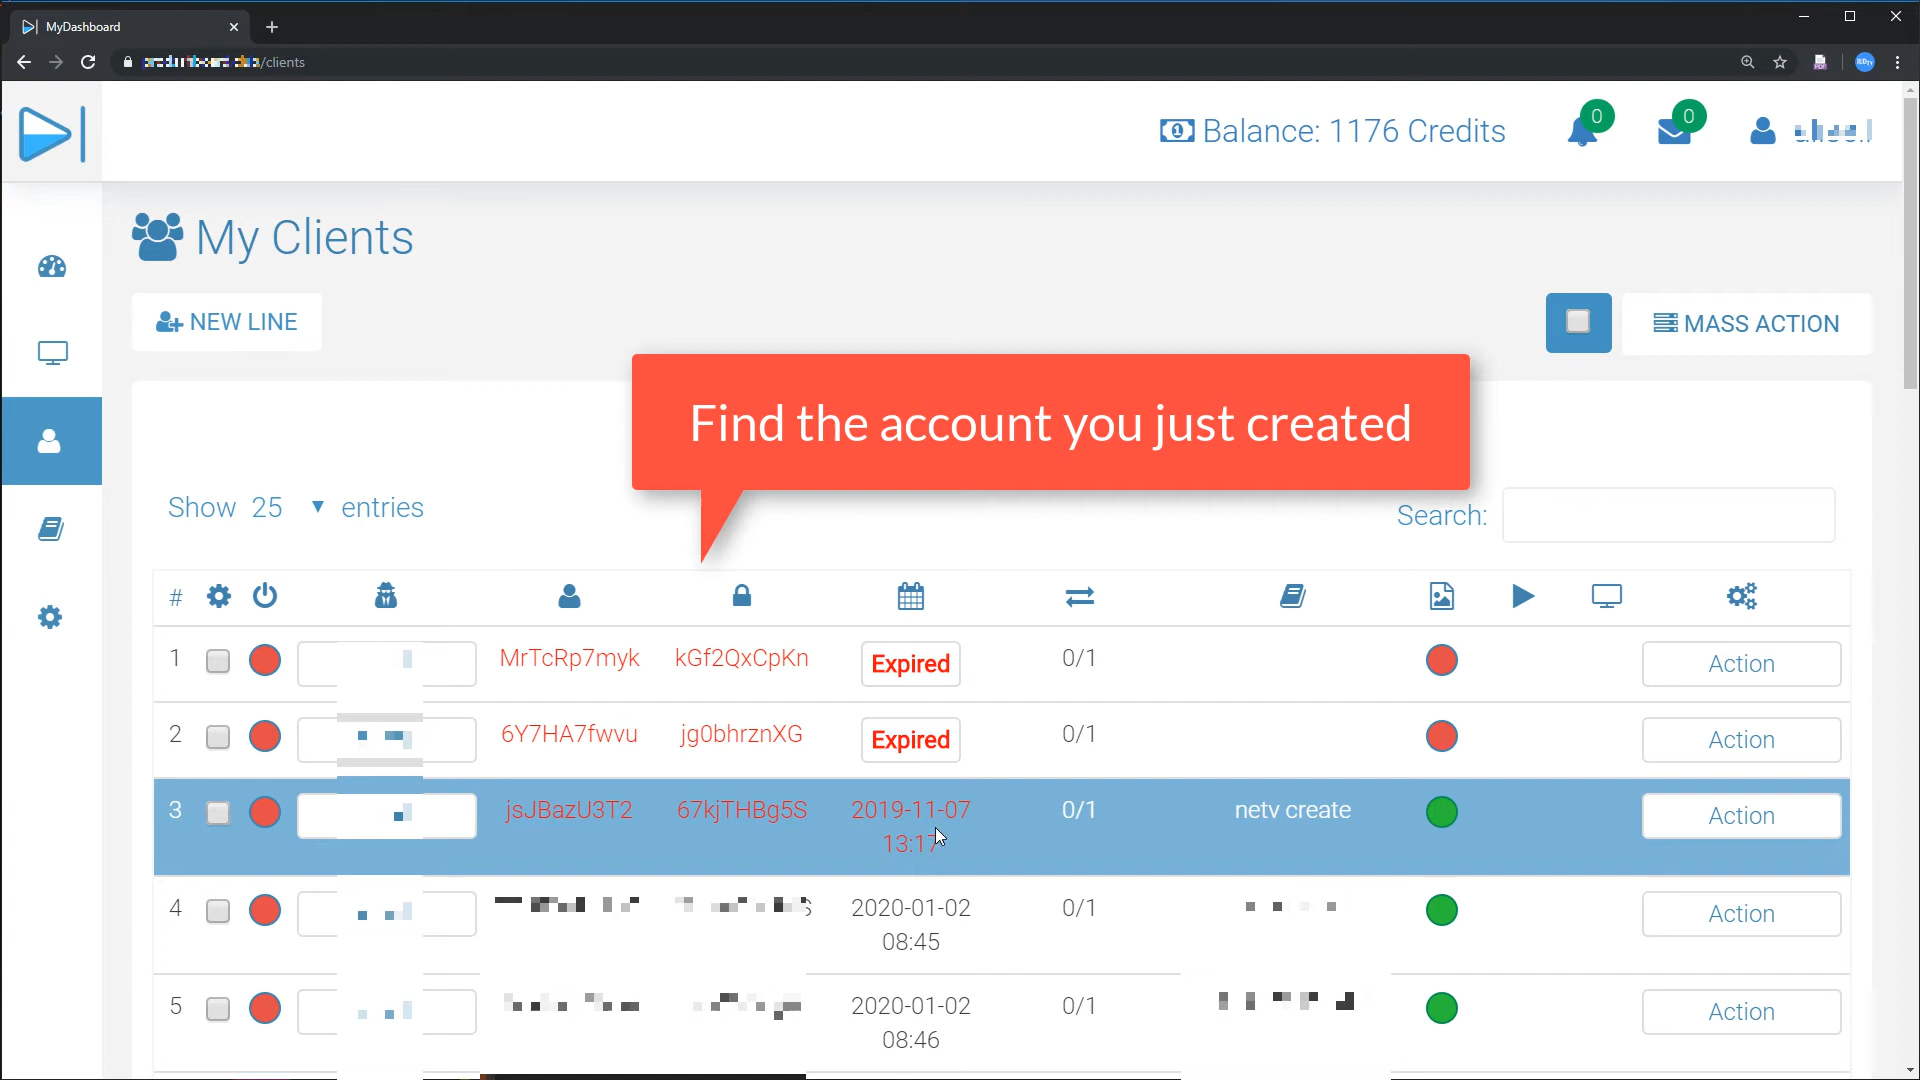 MyDashboard
/clients
Balance: 1176 Credits
0
0
My Clients
NEW LINE
MASS ACTION
Find the account you just created
Show 25 entries
Search:
#
1 MrTcRp7myk kGf2QxCpKn Expired 0/1 Action
2 6Y7HA7fwvu jg0bhrznXG Expired 0/1 Action
3 jsJBazU3T2 67kjTHBg5S 2019-11-07 0/1 netv create Action
13:17
4 2020-01-02 0/1 Action
08:45
5 2020-01-02 0/1 Action
08:46